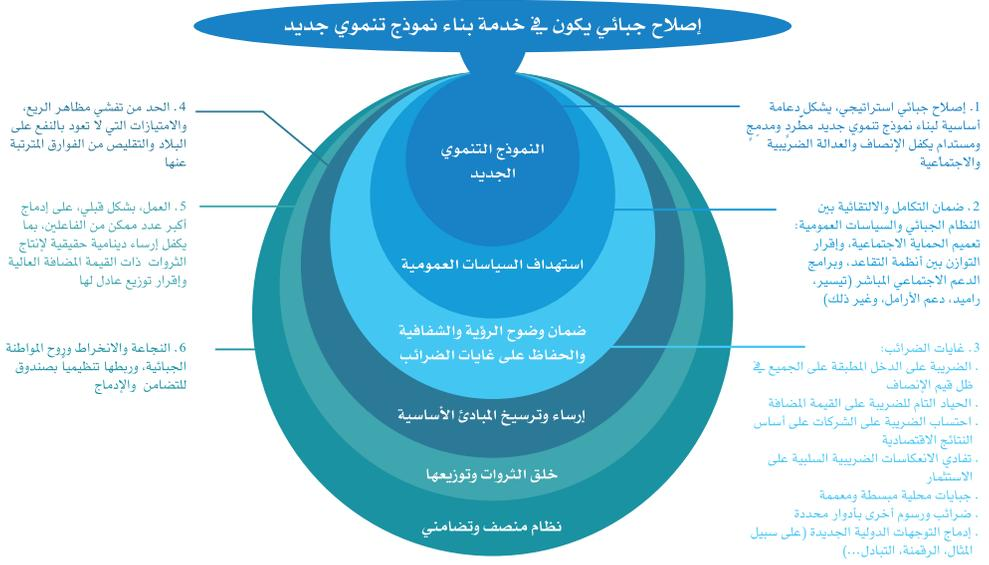 إصلاح جبائي يكون في خدمة بناء نموذج تنموي جديد
1. إصلاح جبائي استراتيجي، يشكل دعامة
أساسية لبناء نموذج تنموي جديد مطّردٍ ومدمجٍ
ومستدام يكفل الإنصاف والعدالة الضريبية
والاجتماعية
2. ضمان التكامل والالتقائية بين
النظام الجبائي والسياسات العمومية:
تعميم الحماية الاجتماعية، وإقرار
التوازن بين أنظمة التقاعد، وبرامج
الدعم الاجتماعي المباشر (تيسير،
راميد، دعم الأرامل، وغير ذلك)
3. غايات الضرائب:
. الضريبة على الدخل المطبقة على الجميع في
ظل قيم الإنصاف
. الحياد التام للضريبة على القيمة المضافة
. احتساب الضريبة على الشركات على أساس
النتائج الاقتصادية
. تفادي الانعكاسات الضريبية السلبية على
الاستثمار
. جبايات محلية مبسطة ومعممة
. ضرائب ورسوم أخرى بأدوار محددة
. إدماج التوجهات الدولية الجديدة (على سبيل
المثال، الرقمنة، التبادل...)
النموذج التنموي
الجديد
استهداف السياسات العمومية
ضمان وضوح الرؤية والشفافية
والحفاظ على غايات الضرائب
إرساء وترسيخ المبادئ الأساسية
خلق الثروات وتوزيعها
نظام منصف وتضامني
4. الحد من تفشي مظاهر الريع،
والامتيازات التي لا تعود بالنفع على
البلاد والتقليص من الفوارق المترتبة
عنها
5. العمل، بشكل قبلي، على إدماج
أكبر عدد ممكن من الفاعلين، بما
يكفل إرساء دينامية حقيقية لإنتاج
الثروات ذات القيمة المضافة العالية
وإقرار توزيع عادل لها
6. النجاعة والانخراط وروح المواطنة
الجبائية، وربطها تنظيمياً بصندوق
للتضامن والإدماج